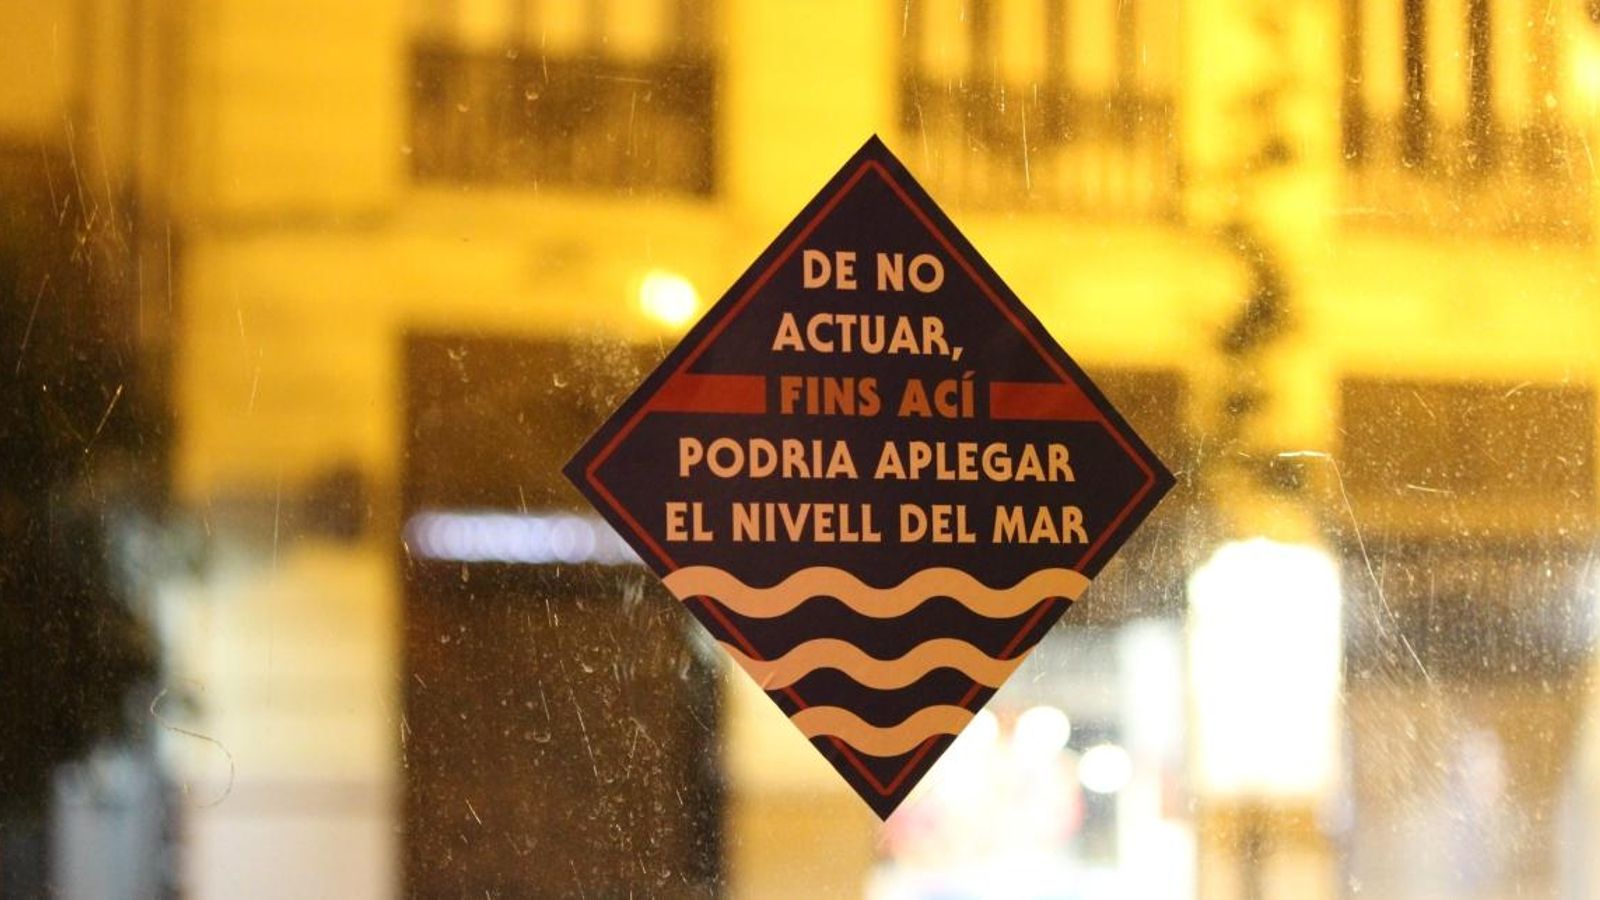 DE NO
ACTUAR,
FINS ACÍ
PODRIA APLEGAR
EL NIVELL DEL MAR